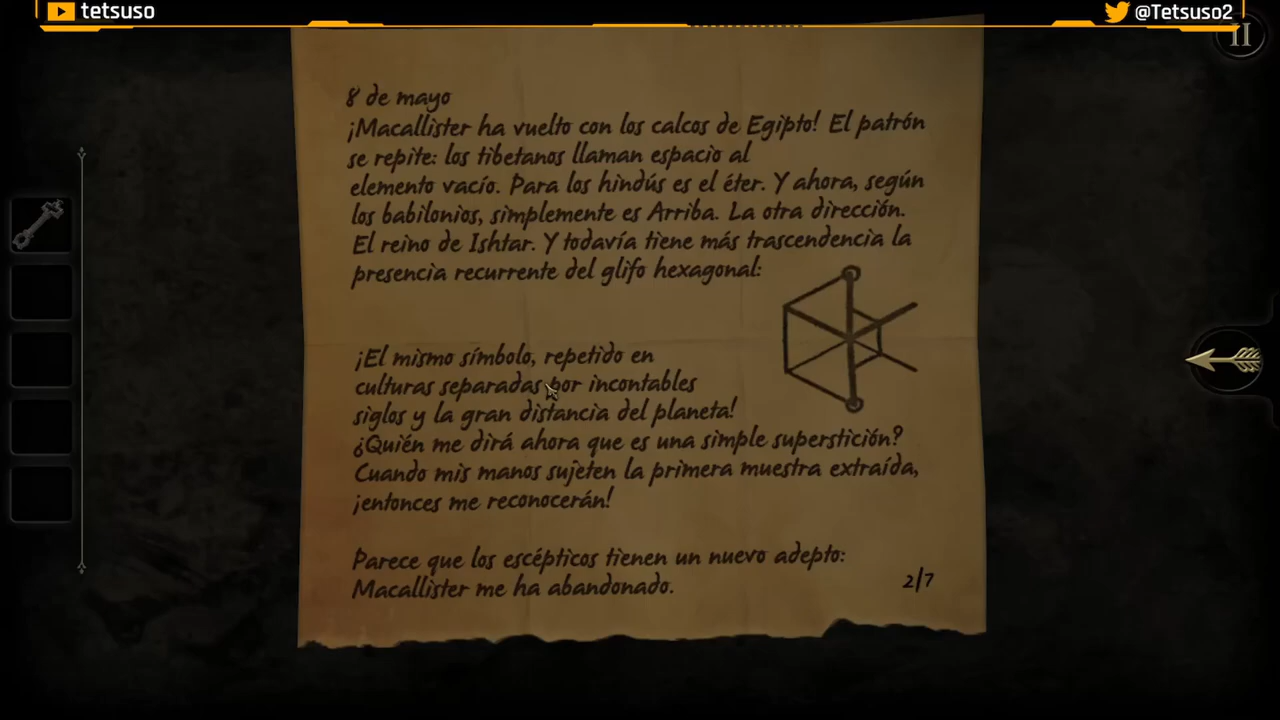 tetsuso
@Tetsuso2
8 de mayo
¡Macallister ha vuelto con los calcos de Egipto! El patrón
se repite: los tibetanos llaman espacio al
elemento vacío. Para los hindús es el éter. Y ahora, según
los babilonios, simplemente es Arriba. La otra dirección.
El reino de Ishtar. Y todavía tiene más trascendencia la
presencia recurrente del glifo hexagonal:
¡El mismo símbolo, repetido en
culturas separadas por incontables
siglos y la gran distancia del planeta!
¿Quién me dirá ahora que es una simple superstición?
Cuando mis manos sujeten la primera muestra extraída,
¡entonces me reconocerán!
Parece que los escépticos tienen un nuevo adepto:
Macallister me ha abandonado.
2/7